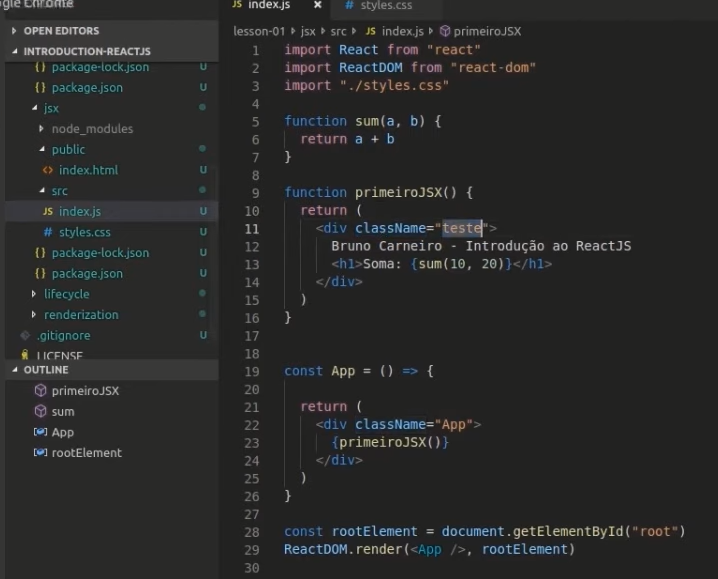 gle Chrome
OPEN EDITORS
INTRODUCTION-REACTJS
{} package-lock.json U
{} package.json U
jsx
node_modules
public
<> index.html U
src
JS index.js U
# styles.css U
{} package-lock.json U
{} package.json U
lifecycle
renderization
.gitignore U
LICENSE
OUTLINE
primeiroJSX
sum
App
rootElement
JS index.js ×
# styles.css
lesson-01 jsx src JS index.js primeiroJSX
1 import React from "react"
2 import ReactDOM from "react-dom"
3 import "./styles.css"
4
5 function sum(a, b) {
6 return a + b
7 }
8
9 function primeiroJSX() {
10 return (
11 <div className="teste">
12 Bruno Carneiro - Introdução ao ReactJS
13 <h1>Soma: {sum(10, 20)}</h1>
14 </div>
15 )
16 }
17
18
19 const App = () => {
20
21 return (
22 <div className="App">
23 {primeiroJSX()}
24 </div>
25 )
26 }
27
28 const rootElement = document.getElementById("root")
29 ReactDOM.render(<App />, rootElement)
30